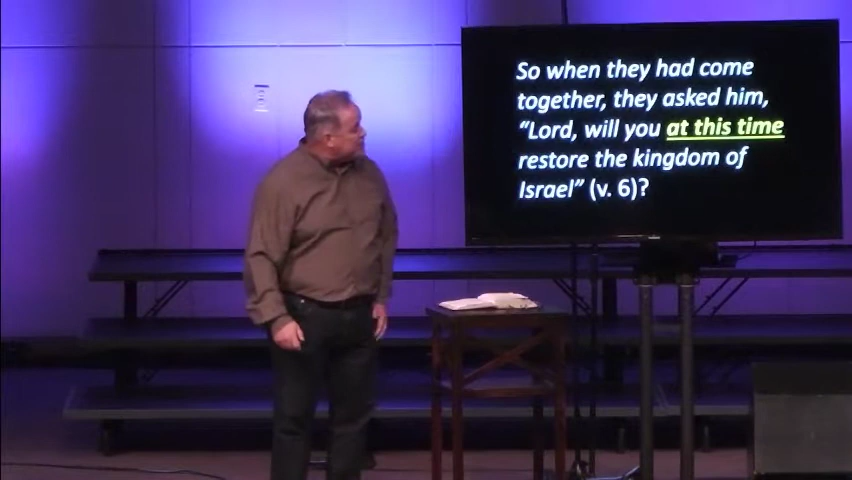 So when they had come
together, they asked him,
“Lord, will you at this time
restore the kingdom of
Israel” (v. 6)?